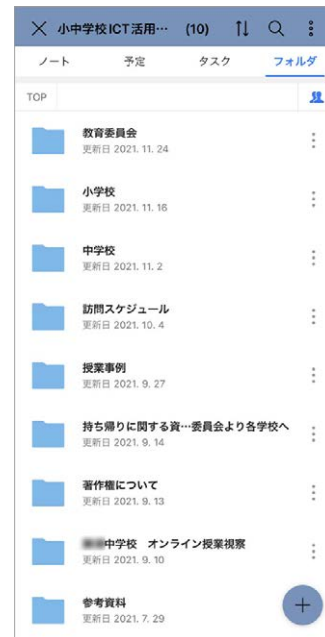 小中学校ICT活用… (10)
ノート 予定 タスク フォルダ
TOP
教育委員会
更新日 2021. 11. 24
小学校
更新日 2021. 11. 16
中学校
更新日 2021. 11. 2
訪問スケジュール
更新日 2021. 10. 4
授業事例
更新日 2021. 9. 27
持ち帰りに関する資…委員会より各学校へ
更新日 2021. 9. 14
著作権について
更新日 2021. 9. 13
中学校 オンライン授業視察
更新日 2021. 9. 10
参考資料
更新日 2021. 7. 29